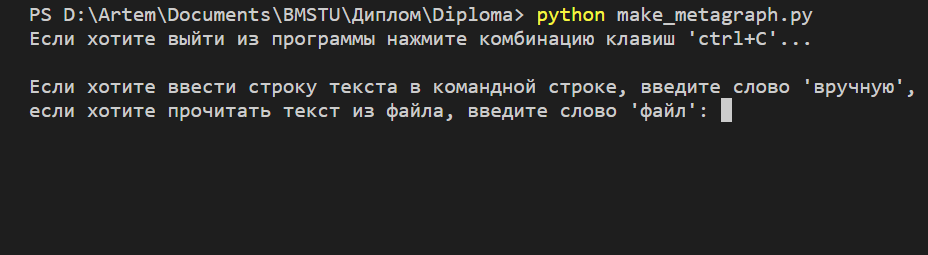 PS D:\Artem\Documents\BMSTU\Диплом\Diploma> python make_metagraph.py
Если хотите выйти из программы нажмите комбинацию клавиш 'ctrl+C'...
Если хотите ввести строку текста в командной строке, введите слово 'вручную',
если хотите прочитать текст из файла, введите слово 'файл':